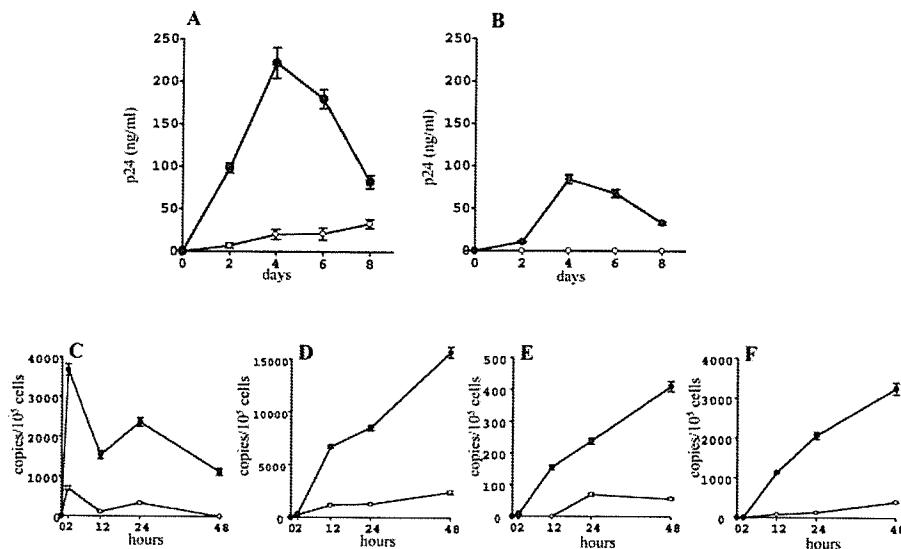 A
250
200
150
100
50
0
p24 (ng/ml)
0 2 4 6 8
days
B
250
200
150
100
50
0
p24 (ng/ml)
0 2 4 6 8
days
C
4000
3000
2000
1000
0
copies/10⁵ cells
02 12 24 48
hours
D
15000
10000
5000
0
copies/10⁵ cells
02 12 24 48
hours
E
500
400
300
200
100
0
copies/10⁵ cells
02 12 24 48
hours
F
4000
3000
2000
1000
0
copies/10⁵ cells
02 12 24 48
hours